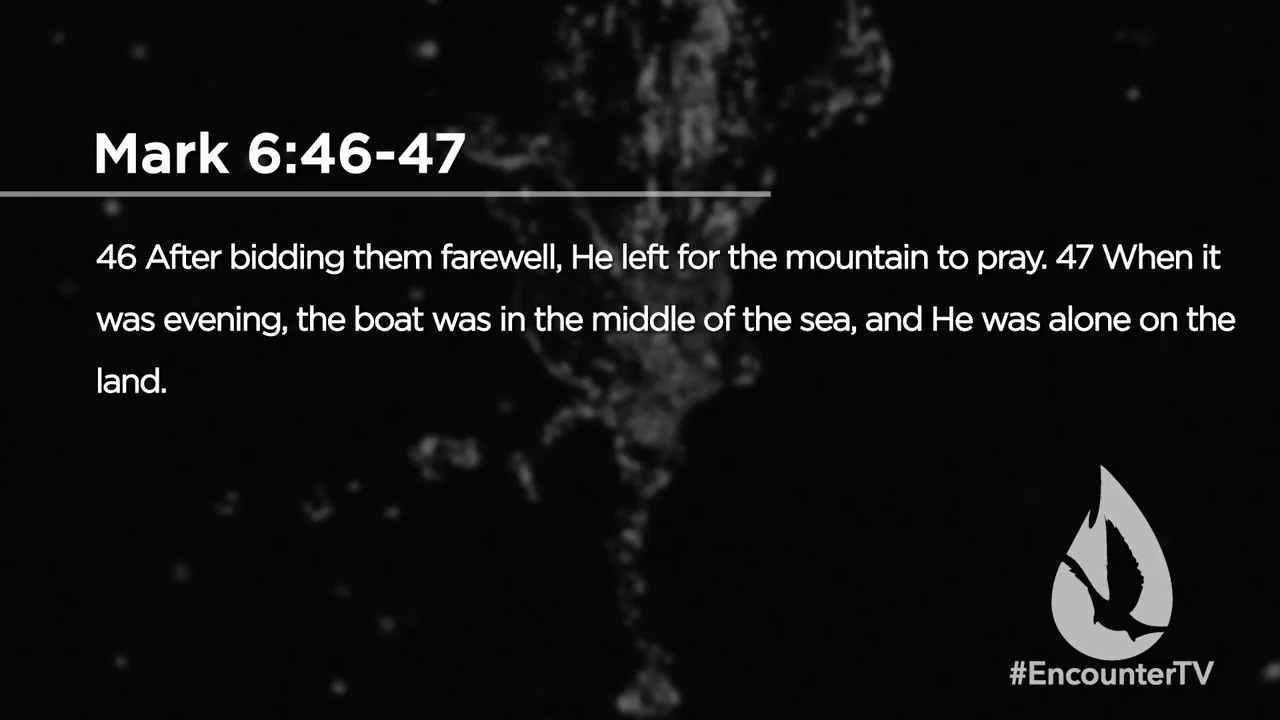 Mark 6:46-47
46 After bidding them farewell, He left for the mountain to pray. 47 When it
was evening, the boat was in the middle of the sea, and He was alone on the
land.
#EncounterTV